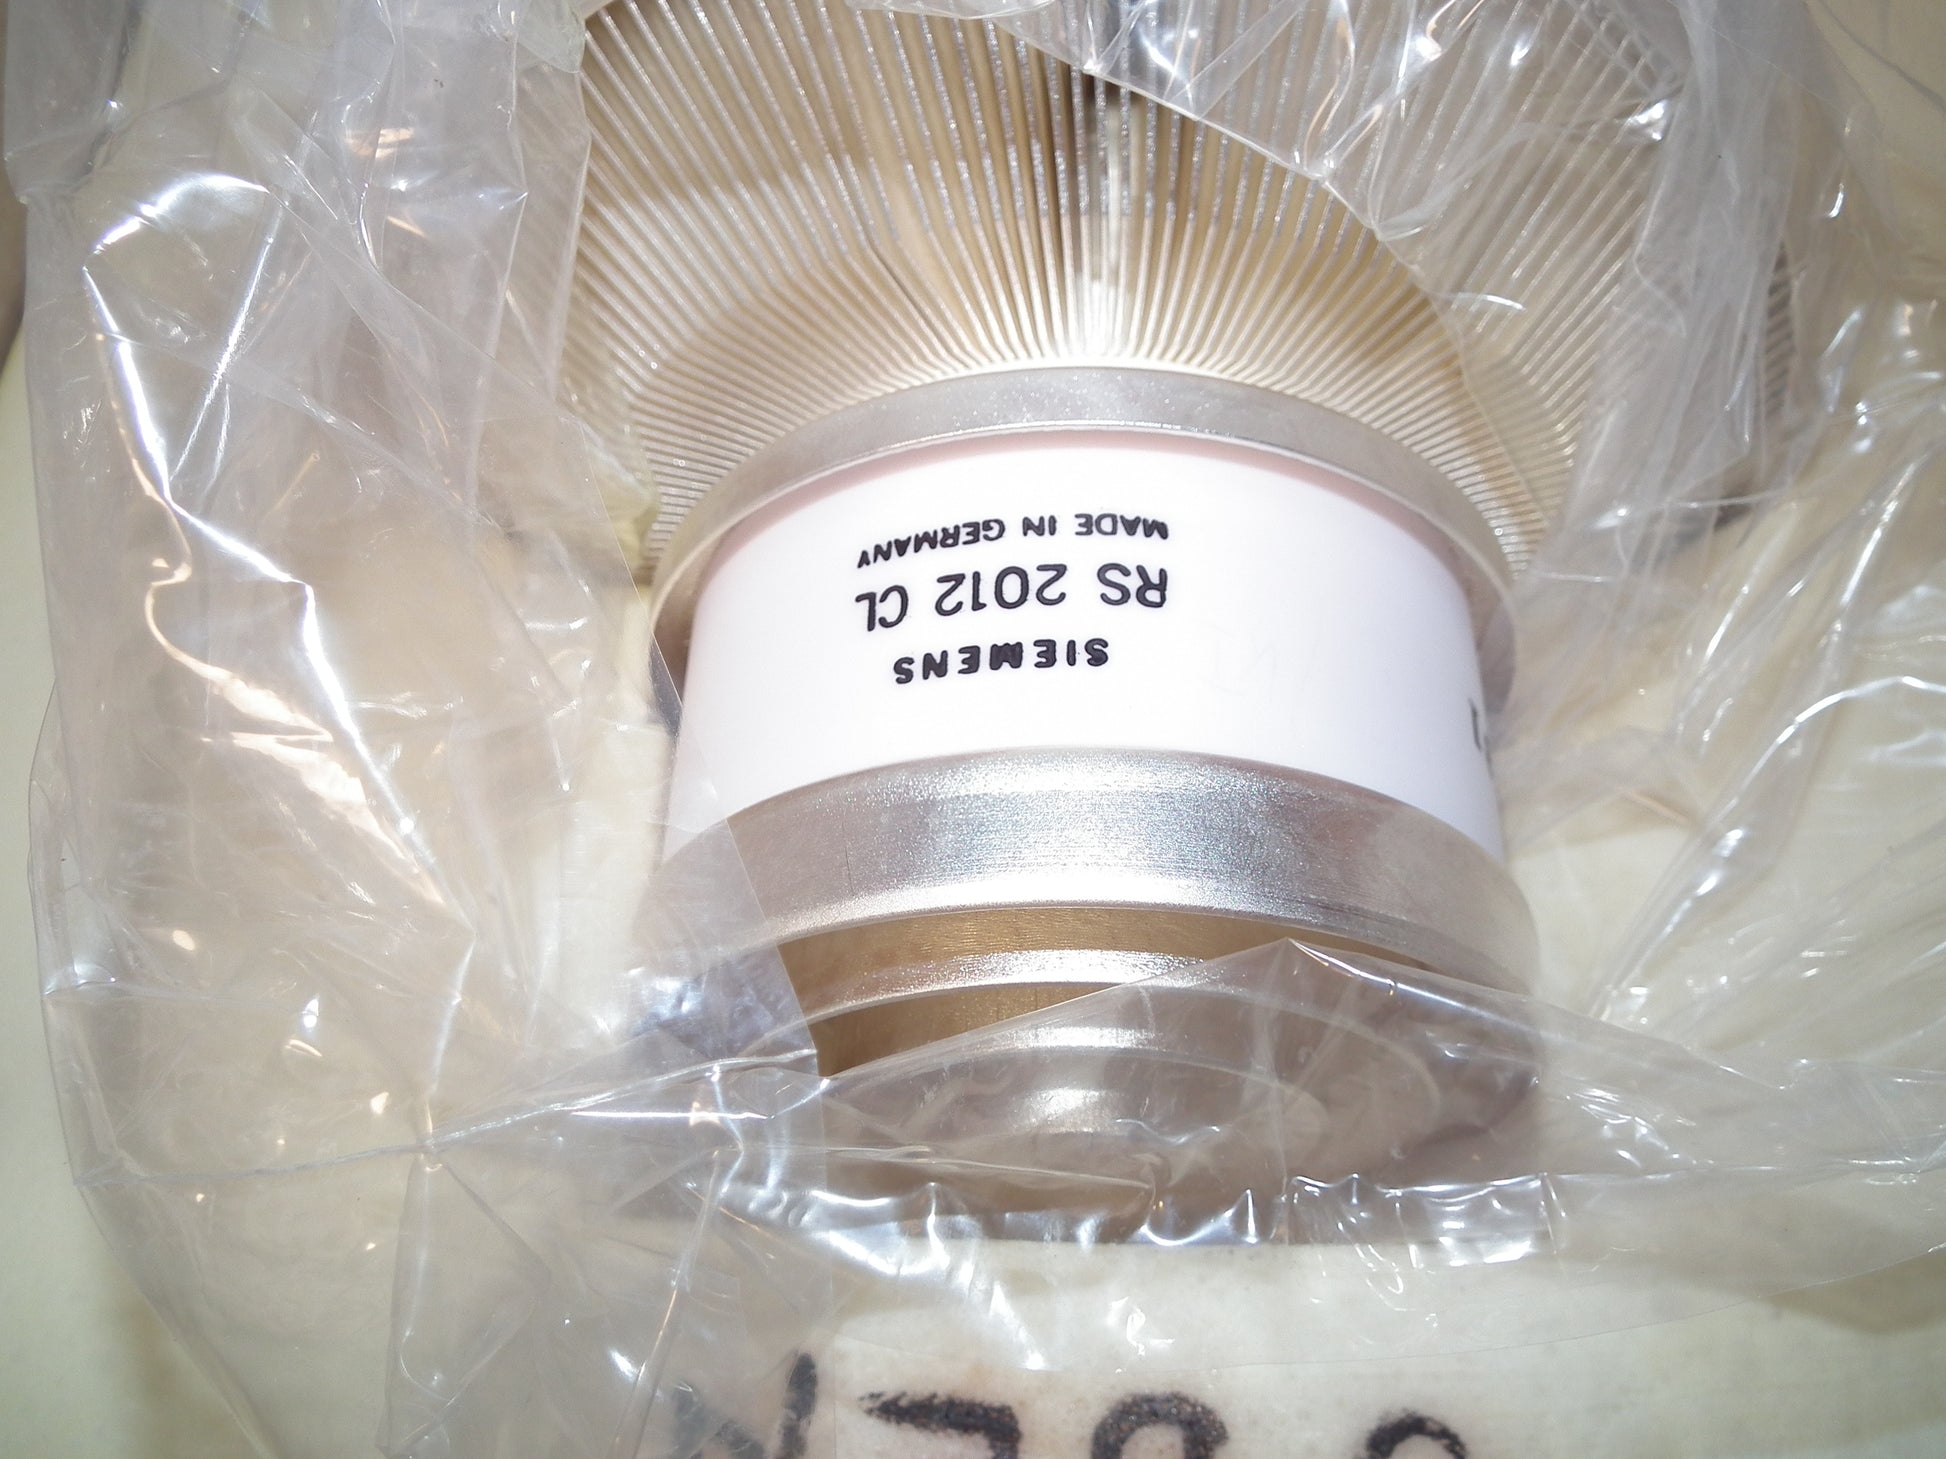 SIEMENS
RS 2012 CL
MADE IN GERMANY